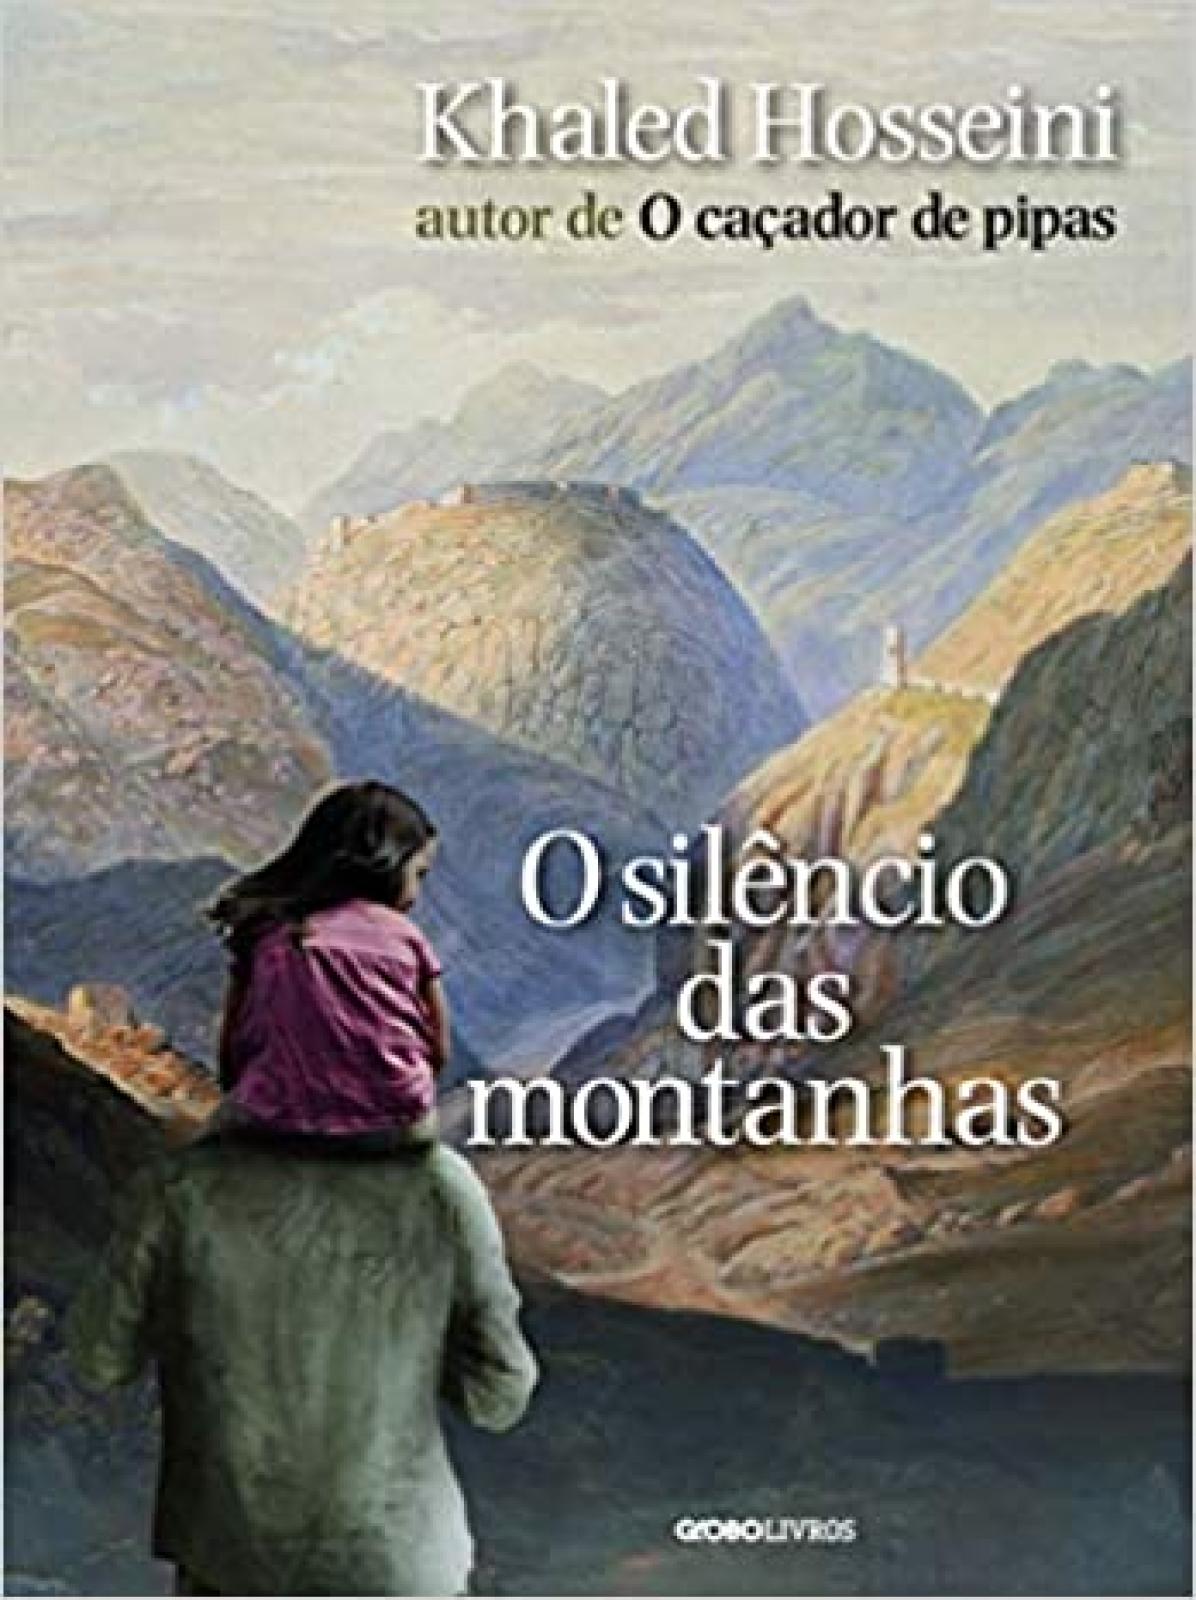 Khaled Hosseini
autor de O caçador de pipas
O silêncio
das
montanhas
GLOBOLIVROS